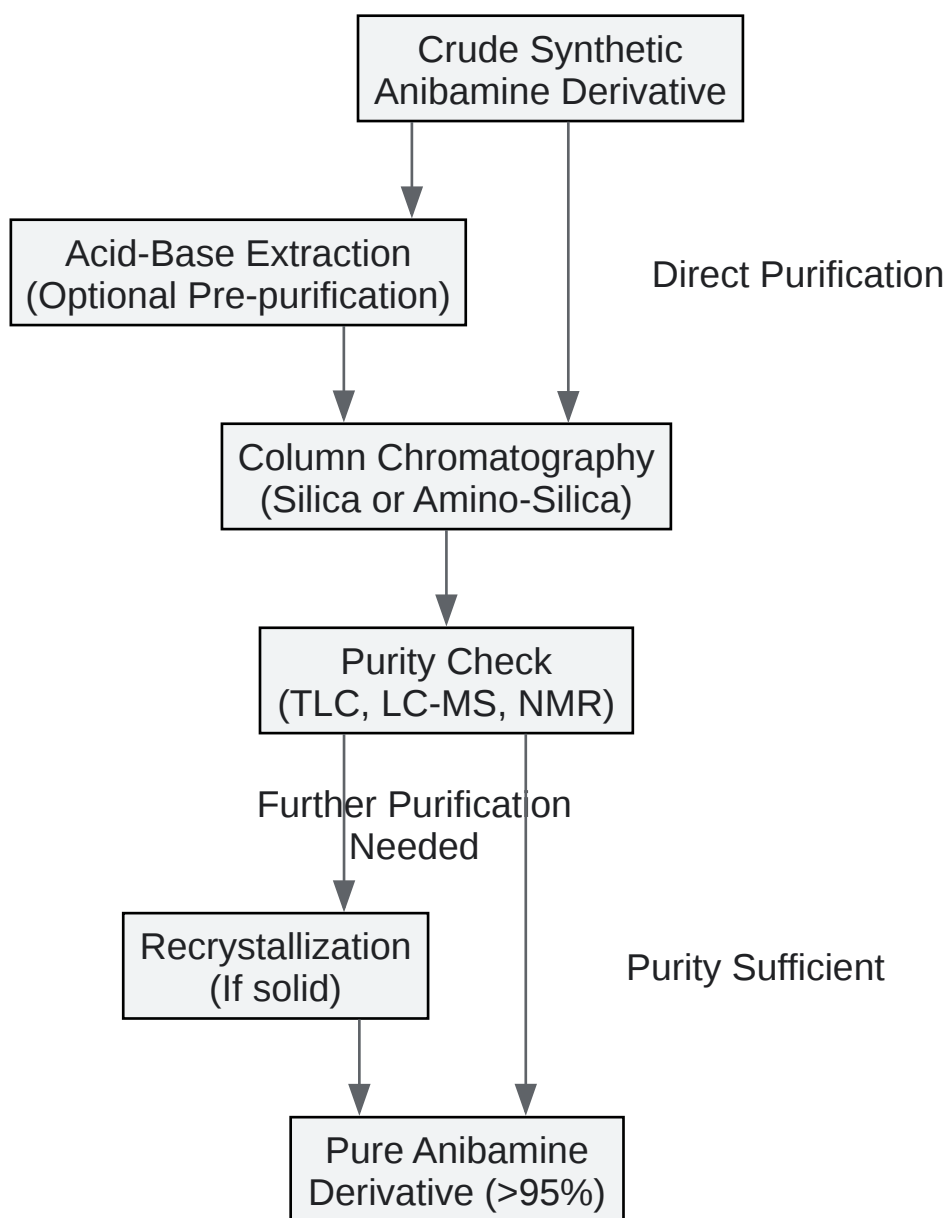 Crude Synthetic
Anibamine Derivative
Acid-Base Extraction
(Optional Pre-purification)
Direct Purification
Column Chromatography
(Silica or Amino-Silica)
Purity Check
(TLC, LC-MS, NMR)
Further Purification
Needed
Recrystallization
(If solid)
Purity Sufficient
Pure Anibamine
Derivative (>95%)